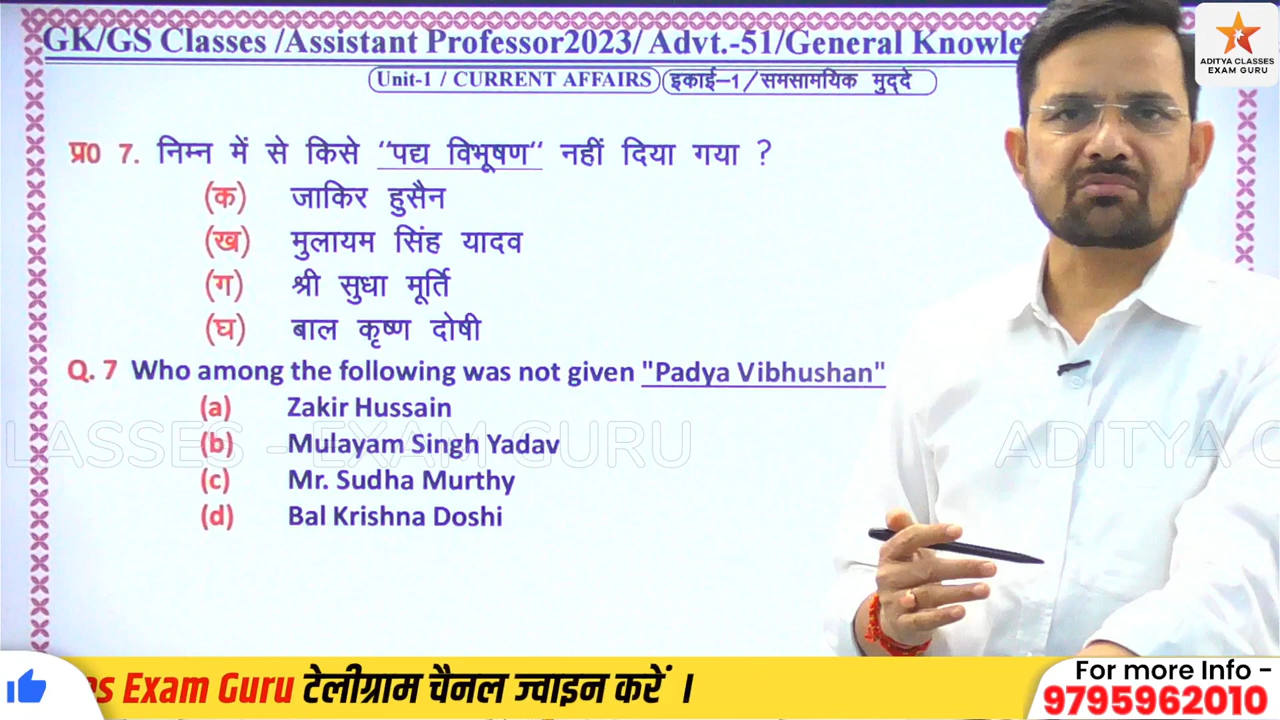 GK/GS Classes /Assistant Professor2023/ Advt.-51/General
ADITYA CLASSES
EXAM GURU
Unit-1 / CURRENT AFFAIRS इकाई–1/समसामयिक मुद्दे
प्र0 7. निम्न में से किसे "पद्य विभूषण" नहीं दिया गया ?
(क) जाकिर हुसैन
(ख) मुलायम सिंह यादव
(ग) श्री सुधा मूर्ति
(घ) बाल कृष्ण दोषी
Q. 7 Who among the following was not given "Padya Vibhushan"
(a) Zakir Hussain
LASSES - EXAM GURU ADITYA C
(b) Mulayam Singh Yadav
(c) Mr. Sudha Murthy
(d) Bal Krishna Doshi
Exam Guru टेलीग्राम चैनल ज्वाइन करें ।
For more Info -
9795962010